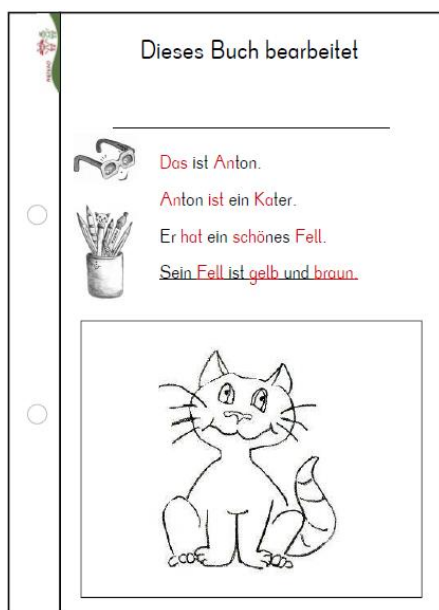 Dieses Buch bearbeitet
Das ist Anton.
Anton ist ein Kater.
Er hat ein schönes Fell.
Sein Fell ist gelb und braun.